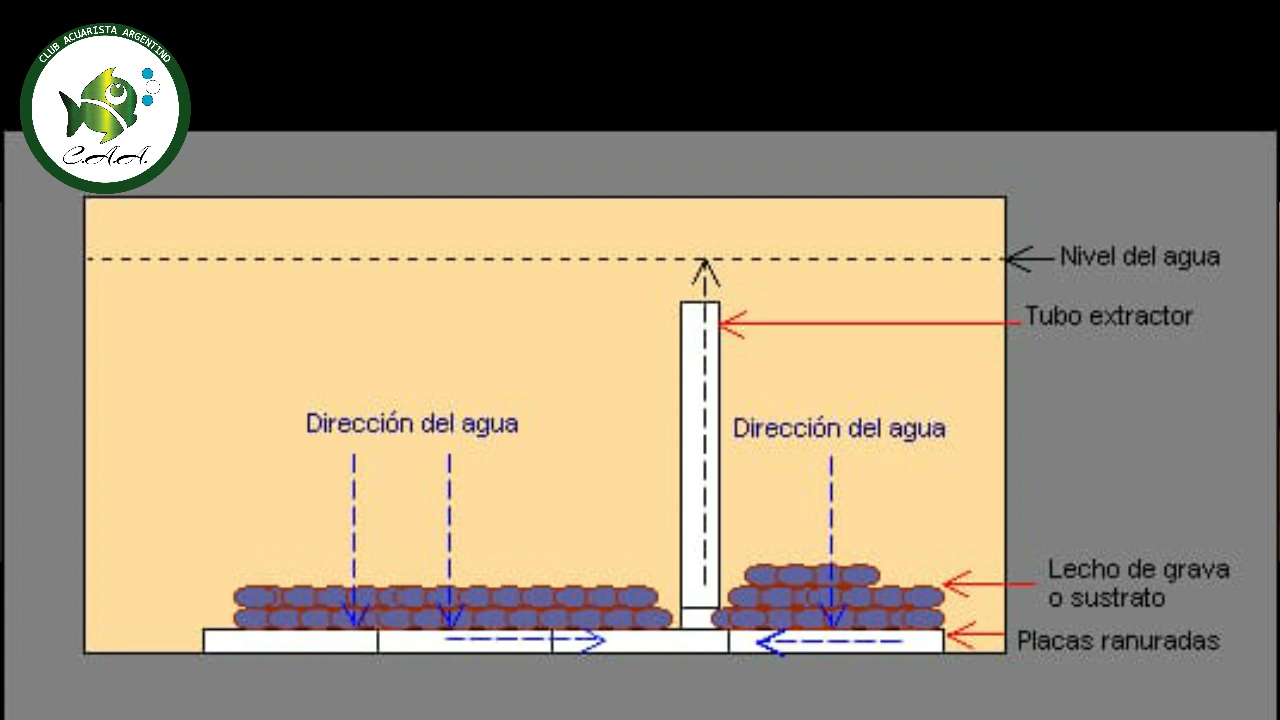 CLUB ACUARISTA ARGENTINO
C.A.A.
Nivel del agua
Tubo extractor
Dirección del agua
Dirección del agua
Lecho de grava
o sustrato
Placas ranuradas